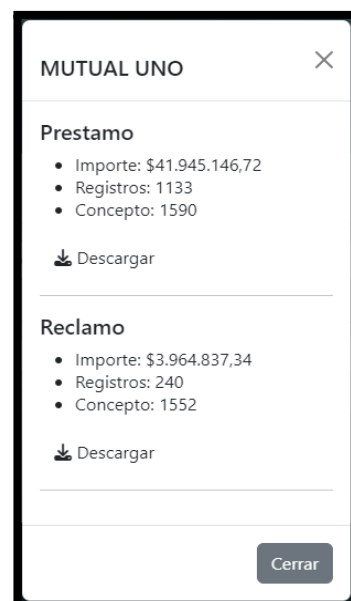 MUTUAL UNO
Prestamo
Importe: $41.945.146,72
Registros: 1133
Concepto: 1590
Descargar
Reclamo
Importe: $3.964.837,34
Registros: 240
Concepto: 1552
Descargar
Cerrar